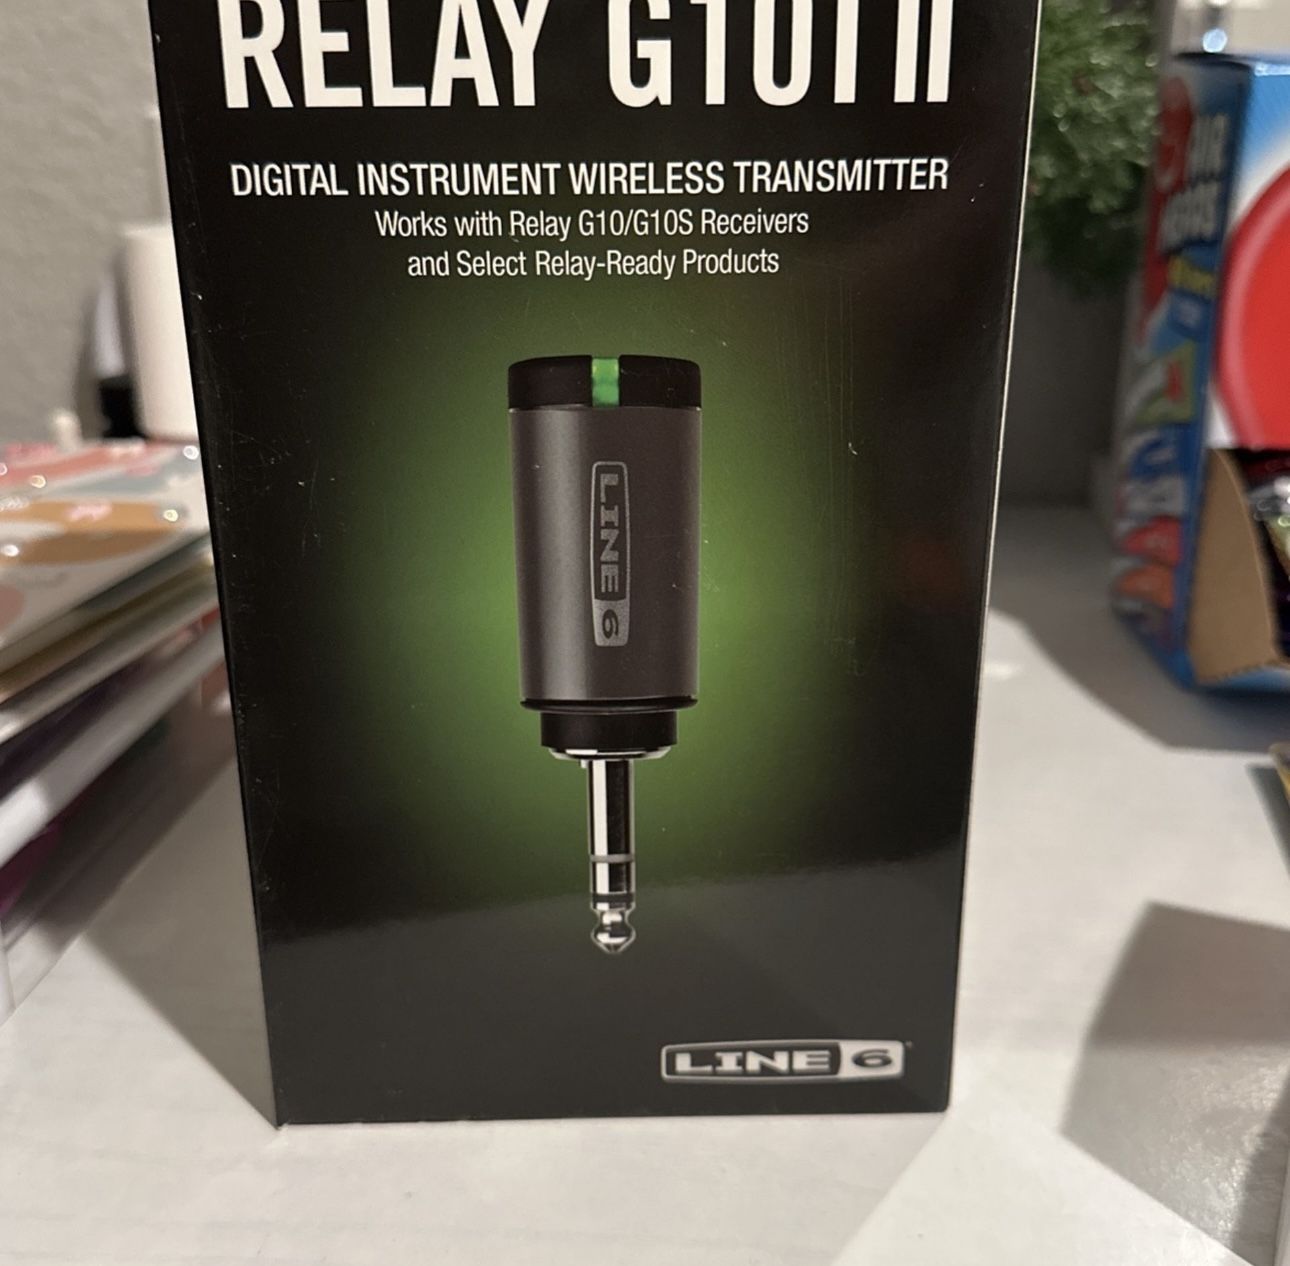 RELAY G10T II
DIGITAL INSTRUMENT WIRELESS TRANSMITTER
Works with Relay G10/G10S Receivers
and Select Relay-Ready Products
LINE 6
LINE 6